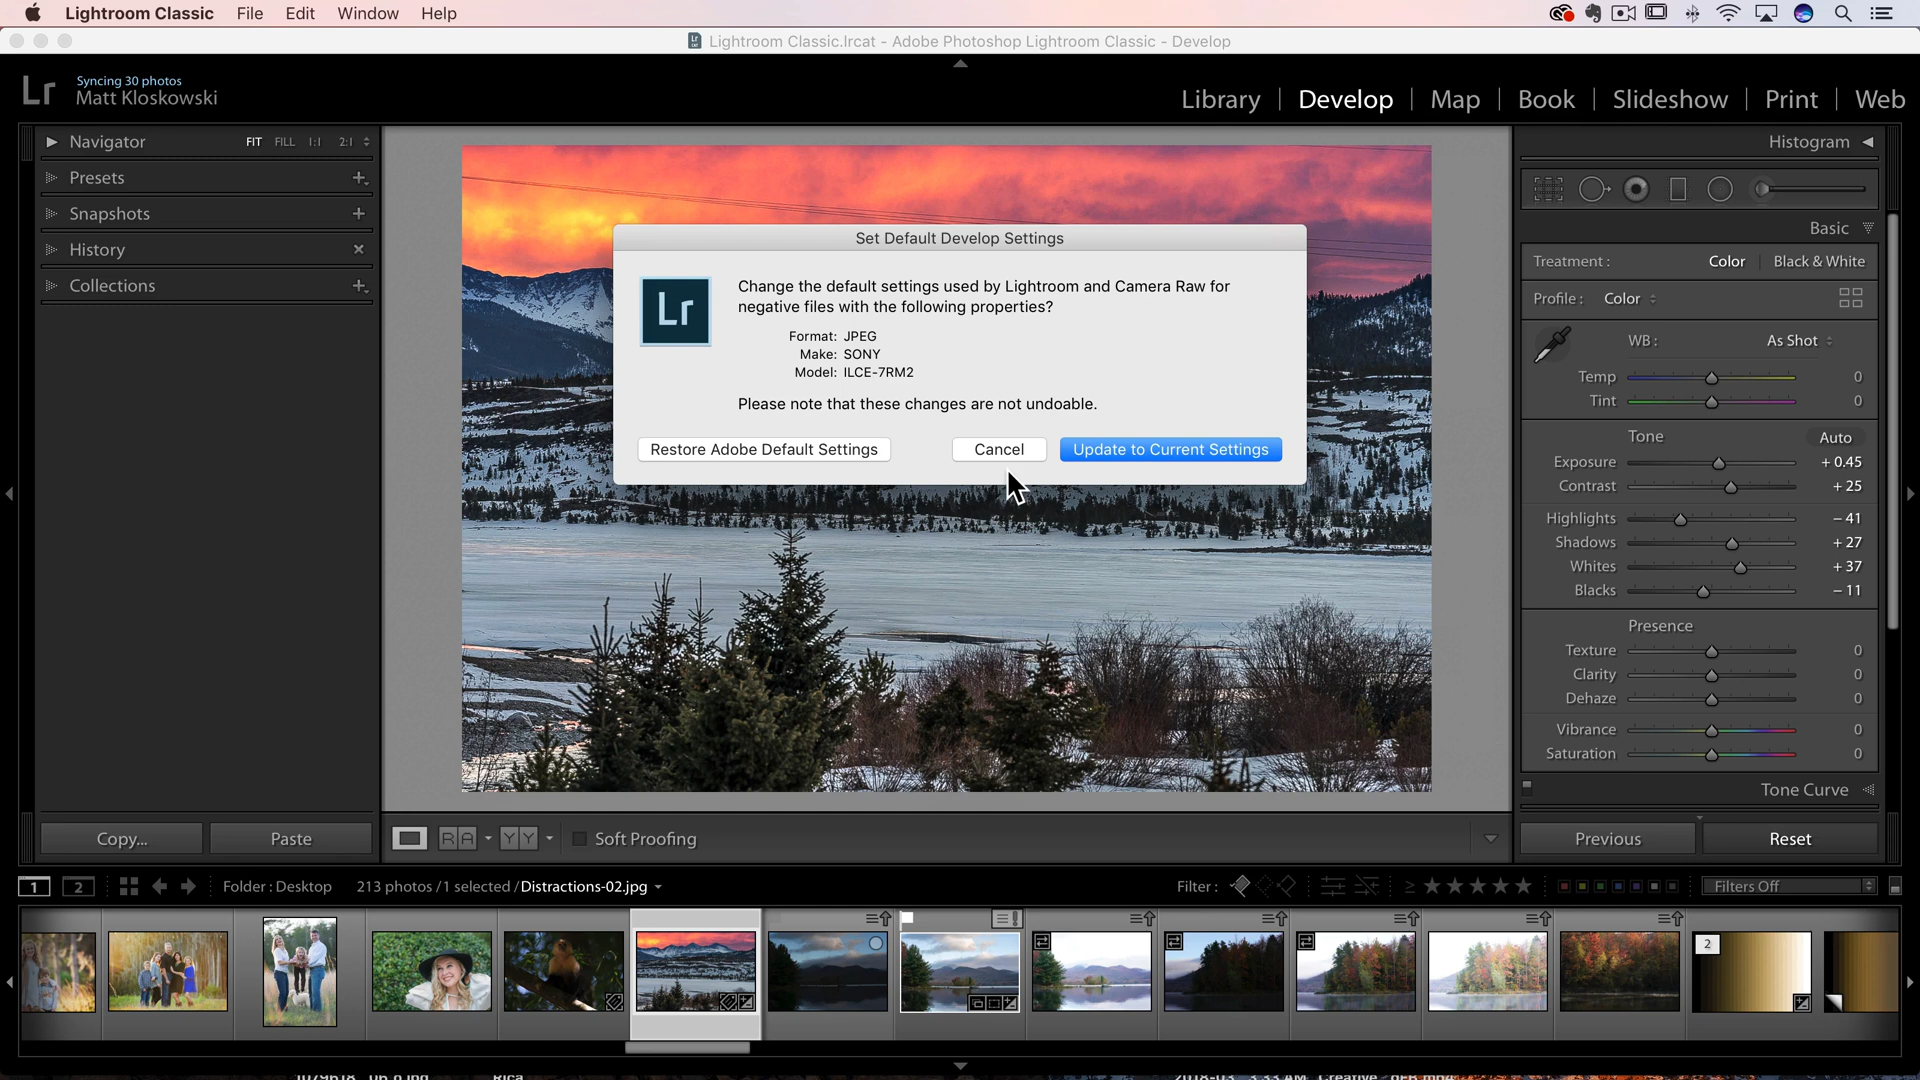 Lightroom Classic File Edit Window Help
Lightroom Classic.lrcat - Adobe Photoshop Lightroom Classic - Develop
Lr
Syncing 30 photos
Matt Kloskowski
Library | Develop | Map | Book | Slideshow | Print | Web
Navigator FIT FILL 1:1 2:1
Presets
Snapshots
History
Collections
Copy...
Paste
Set Default Develop Settings
Lr
Change the default settings used by Lightroom and Camera Raw for
negative files with the following properties?
Format: JPEG
Make: SONY
Model: ILCE-7RM2
Please note that these changes are not undoable.
Restore Adobe Default Settings
Cancel
Update to Current Settings
Histogram
Basic
Treatment : Color Black & White
Profile : Color
WB : As Shot
Temp 0
Tint 0
Tone Auto
Exposure + 0.45
Contrast + 25
Highlights – 41
Shadows + 27
Whites + 37
Blacks – 11
Presence
Texture 0
Clarity 0
Dehaze 0
Vibrance 0
Saturation 0
Tone Curve
Previous
Reset
R A Y Y Soft Proofing
1 2 Folder : Desktop 213 photos / 1 selected / Distractions-02.jpg
Filter : ≥ ★★★★★ Filters Off
2